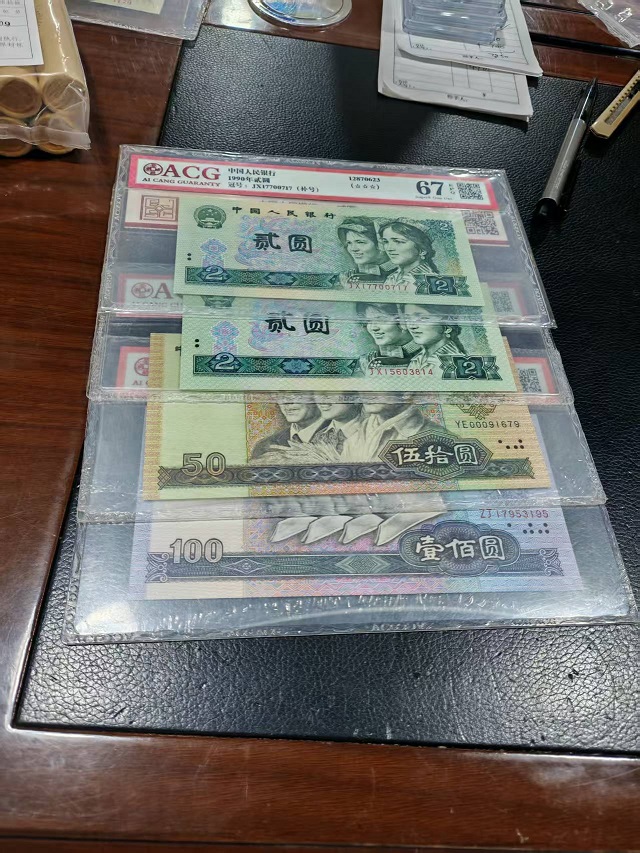 ACG
AI CANG GUARANTY
中国人民银行
1990年贰圆
冠号：JX17700717（补号）
12870623
(☆☆☆)
67
中国人民银行
贰圆
JX17700717
2
2
贰圆
JX15603814
2
2
YE00091679
50
伍拾圆
ZJ17953195
100
壹佰圆